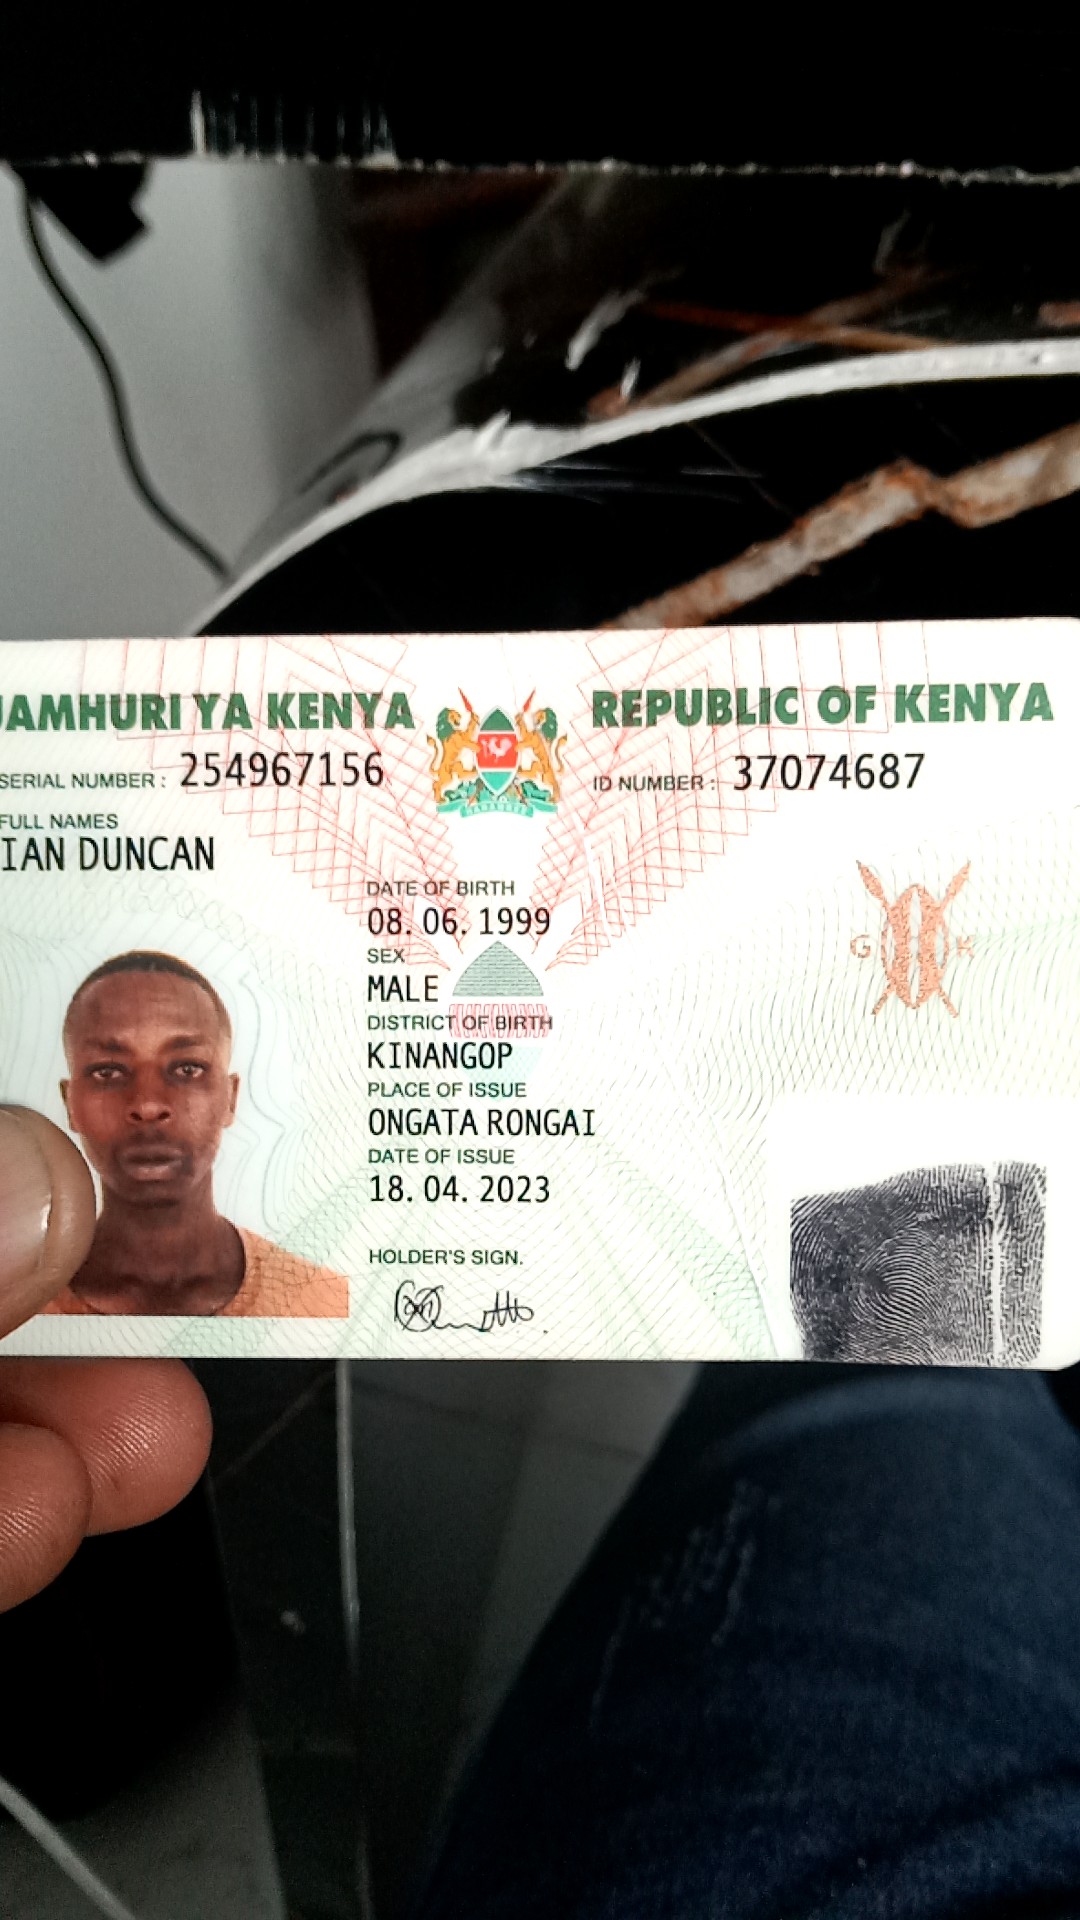 JAMHURI YA KENYA
REPUBLIC OF KENYA
SERIAL NUMBER: 254967156
ID NUMBER: 37074687
FULL NAMES
IAN DUNCAN
DATE OF BIRTH
08.06.1999
SEX
MALE
DISTRICT OF BIRTH
KINANGOP
PLACE OF ISSUE
ONGATA RONGAI
DATE OF ISSUE
18.04.2023
HOLDER'S SIGN.
G K